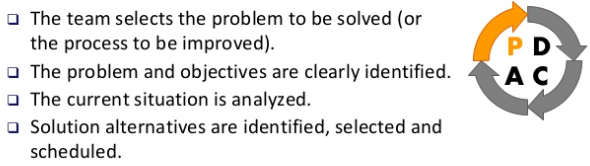 ❑ The team selects the problem to be solved (or
the process to be improved).
❑ The problem and objectives are clearly identified.
❑ The current situation is analyzed.
❑ Solution alternatives are identified, selected and
scheduled.
P D
A C